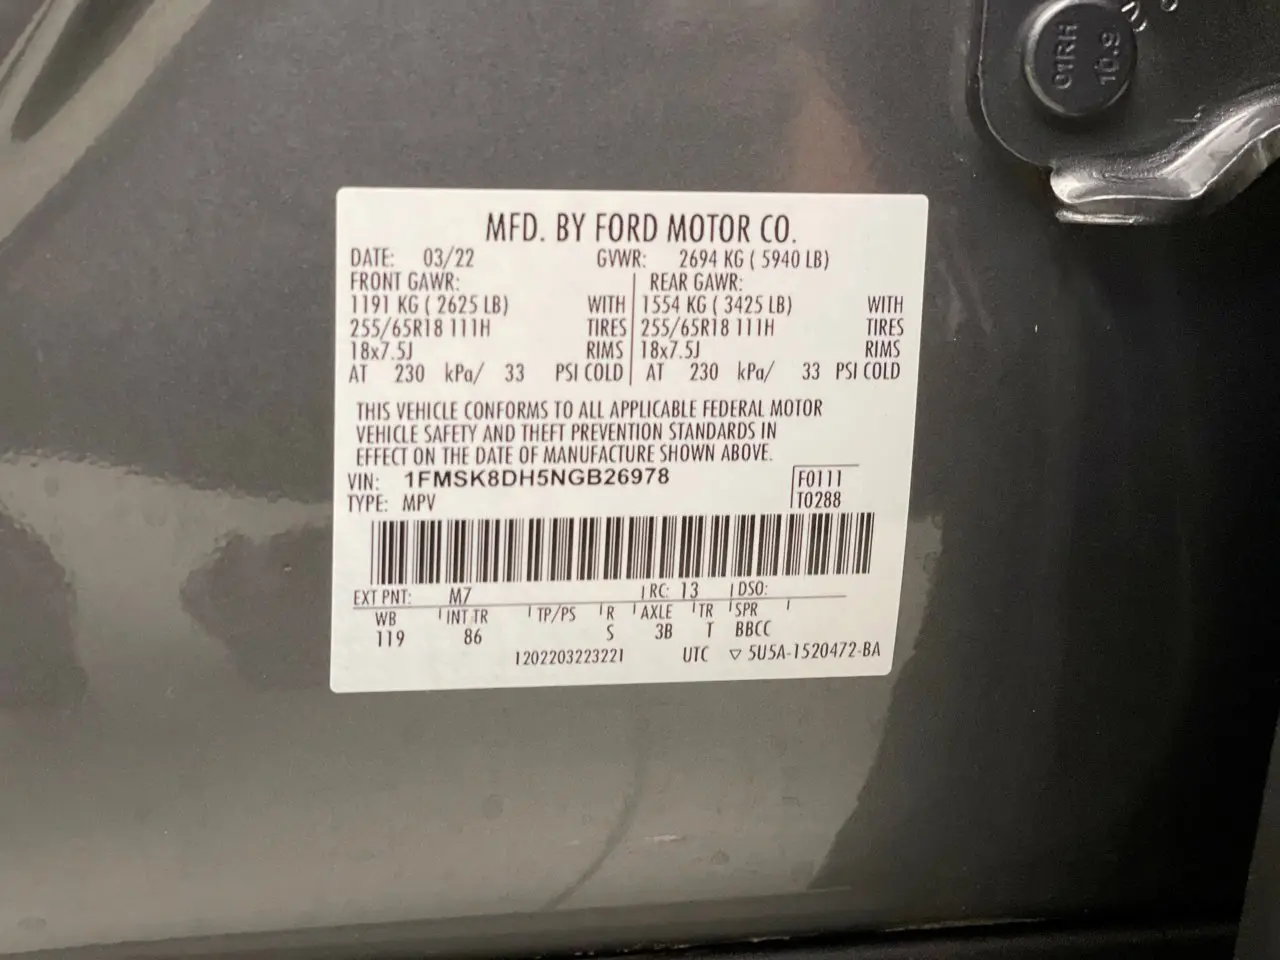 01RH
10.9
MFD. BY FORD MOTOR CO.
DATE: 03/22 GVWR: 2694 KG ( 5940 LB)
FRONT GAWR: REAR GAWR:
1191 KG ( 2625 LB) WITH 1554 KG ( 3425 LB) WITH
255/65R18 111H TIRES 255/65R18 111H TIRES
18x7.5J RIMS 18x7.5J RIMS
AT 230 kPa/ 33 PSI COLD AT 230 kPa/ 33 PSI COLD
THIS VEHICLE CONFORMS TO ALL APPLICABLE FEDERAL MOTOR
VEHICLE SAFETY AND THEFT PREVENTION STANDARDS IN
EFFECT ON THE DATE OF MANUFACTURE SHOWN ABOVE.
VIN: 1FMSK8DH5NGB26978 F0111
TYPE: MPV T0288
EXT PNT: M7 RC: 13 DSO:
WB INT TR TP/PS R AXLE TR SPR
119 86 S 3B T BBCC
1202203223221 UTC ▽ 5U5A-1520472-BA